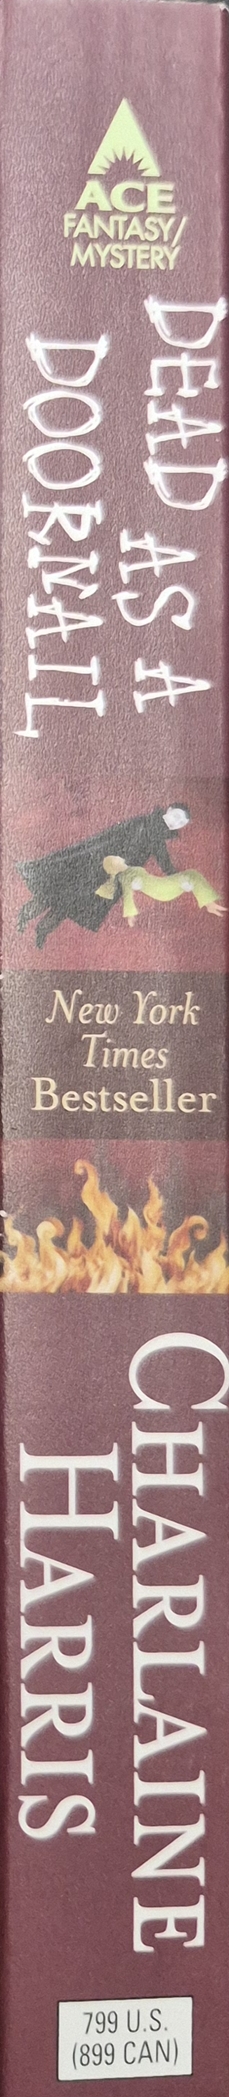 ACE
FANTASY/
MYSTERY
DEAD AS A
DOORNAIL
New York
Times
Bestseller
CHARLAINE
HARRIS
799 U.S.
(899 CAN)